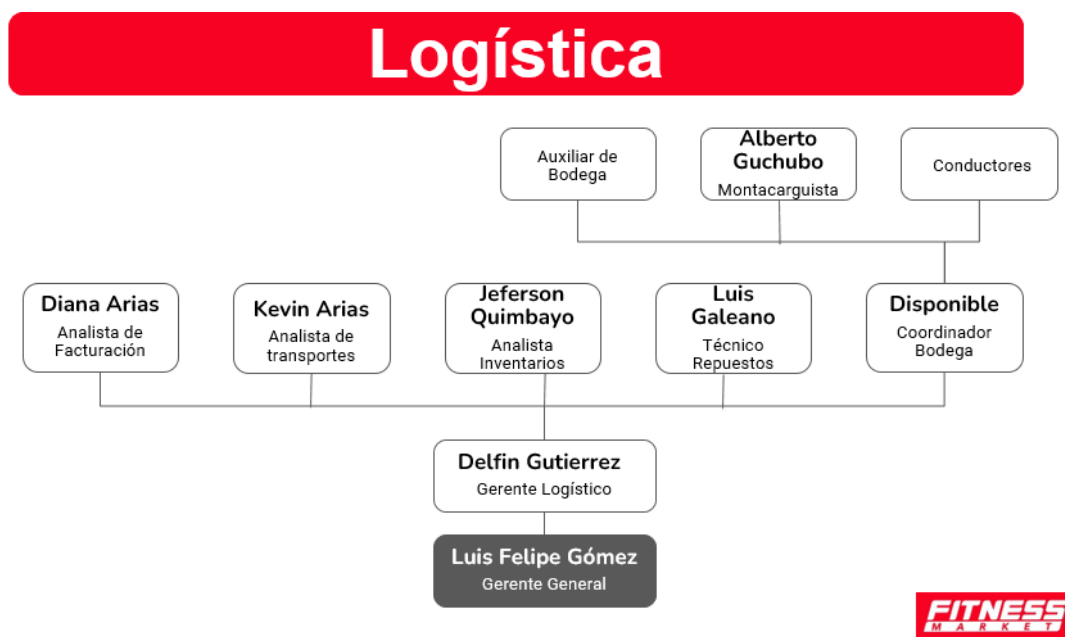 Logística
Auxiliar de
Bodega
Alberto
Guchubo
Montacarguista
Conductores
Diana Arias
Analista de
Facturación
Kevin Arias
Analista de
transportes
Jeferson
Quimbayo
Analista
Inventarios
Luis
Galeano
Técnico
Repuestos
Disponible
Coordinador
Bodega
Delfin Gutierrez
Gerente Logístico
Luis Felipe Gómez
Gerente General
FITNESS
MARKET